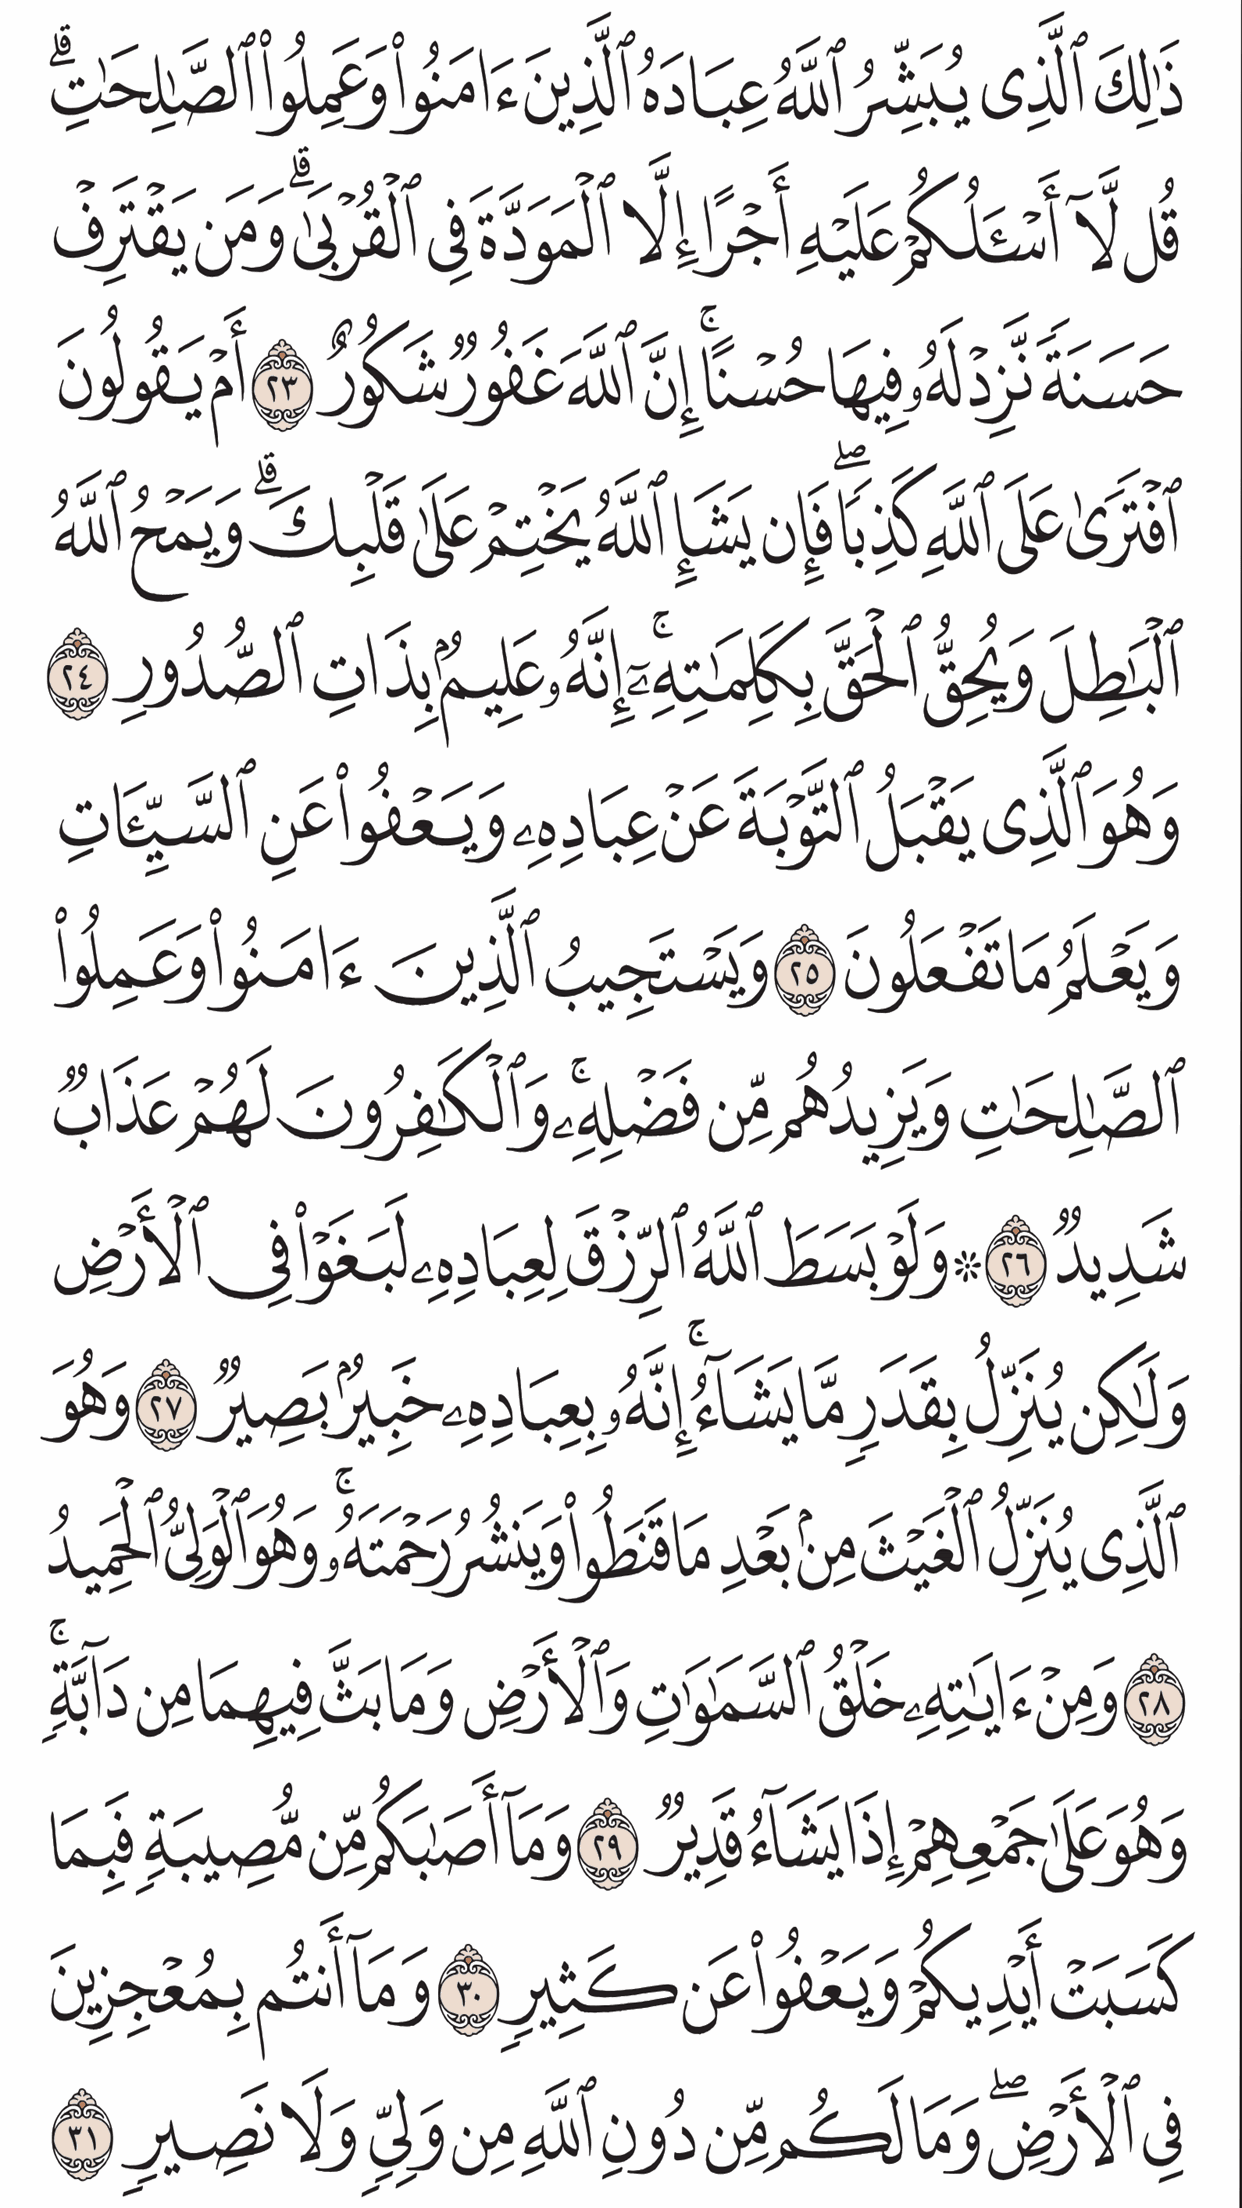 ذَٰلِكَ ٱلَّذِى يُبَشِّرُ ٱللَّهُ عِبَادَهُ ٱلَّذِينَ ءَامَنُوا۟ وَعَمِلُوا۟ ٱلصَّـٰلِحَـٰتِ ۗ
قُل لَّآ أَسْـَٔلُكُمْ عَلَيْهِ أَجْرًا إِلَّا ٱلْمَوَدَّةَ فِى ٱلْقُرْبَىٰ ۗ وَمَن يَقْتَرِفْ
حَسَنَةً نَّزِدْ لَهُۥ فِيهَا حُسْنًا ۚ إِنَّ ٱللَّهَ غَفُورٌ شَكُورٌ ٢٣ أَمْ يَقُولُونَ
ٱفْتَرَىٰ عَلَى ٱللَّهِ كَذِبًا ۖ فَإِن يَشَإِ ٱللَّهُ يَخْتِمْ عَلَىٰ قَلْبِكَ ۗ وَيَمْحُ ٱللَّهُ
ٱلْبَـٰطِلَ وَيُحِقُّ ٱلْحَقَّ بِكَلِمَـٰتِهِۦٓ ۚ إِنَّهُۥ عَلِيمٌۢ بِذَاتِ ٱلصُّدُورِ ٢٤
وَهُوَ ٱلَّذِى يَقْبَلُ ٱلتَّوْبَةَ عَنْ عِبَادِهِۦ وَيَعْفُوا۟ عَنِ ٱلسَّيِّـَٔاتِ
وَيَعْلَمُ مَا تَفْعَلُونَ ٢٥ وَيَسْتَجِيبُ ٱلَّذِينَ ءَامَنُوا۟ وَعَمِلُوا۟
ٱلصَّـٰلِحَـٰتِ وَيَزِيدُهُم مِّن فَضْلِهِۦ ۚ وَٱلْكَـٰفِرُونَ لَهُمْ عَذَابٌ
شَدِيدٌ ٢٦ ۞ وَلَوْ بَسَطَ ٱللَّهُ ٱلرِّزْقَ لِعِبَادِهِۦ لَبَغَوْا۟ فِى ٱلْأَرْضِ
وَلَـٰكِن يُنَزِّلُ بِقَدَرٍ مَّا يَشَآءُ ۚ إِنَّهُۥ بِعِبَادِهِۦ خَبِيرٌۢ بَصِيرٌ ٢٧ وَهُوَ
ٱلَّذِى يُنَزِّلُ ٱلْغَيْثَ مِنۢ بَعْدِ مَا قَنَطُوا۟ وَيَنشُرُ رَحْمَتَهُۥ ۚ وَهُوَ ٱلْوَلِىُّ ٱلْحَمِيدُ
٢٨ وَمِنْ ءَايَـٰتِهِۦ خَلْقُ ٱلسَّمَـٰوَٰتِ وَٱلْأَرْضِ وَمَا بَثَّ فِيهِمَا مِن دَآبَّةٍ ۚ
وَهُوَ عَلَىٰ جَمْعِهِمْ إِذَا يَشَآءُ قَدِيرٌ ٢٩ وَمَآ أَصَـٰبَكُم مِّن مُّصِيبَةٍ فَبِمَا
كَسَبَتْ أَيْدِيكُمْ وَيَعْفُوا۟ عَن كَثِيرٍ ٣٠ وَمَآ أَنتُم بِمُعْجِزِينَ
فِى ٱلْأَرْضِ ۖ وَمَا لَكُم مِّن دُونِ ٱللَّهِ مِن وَلِىٍّ وَلَا نَصِيرٍ ٣١